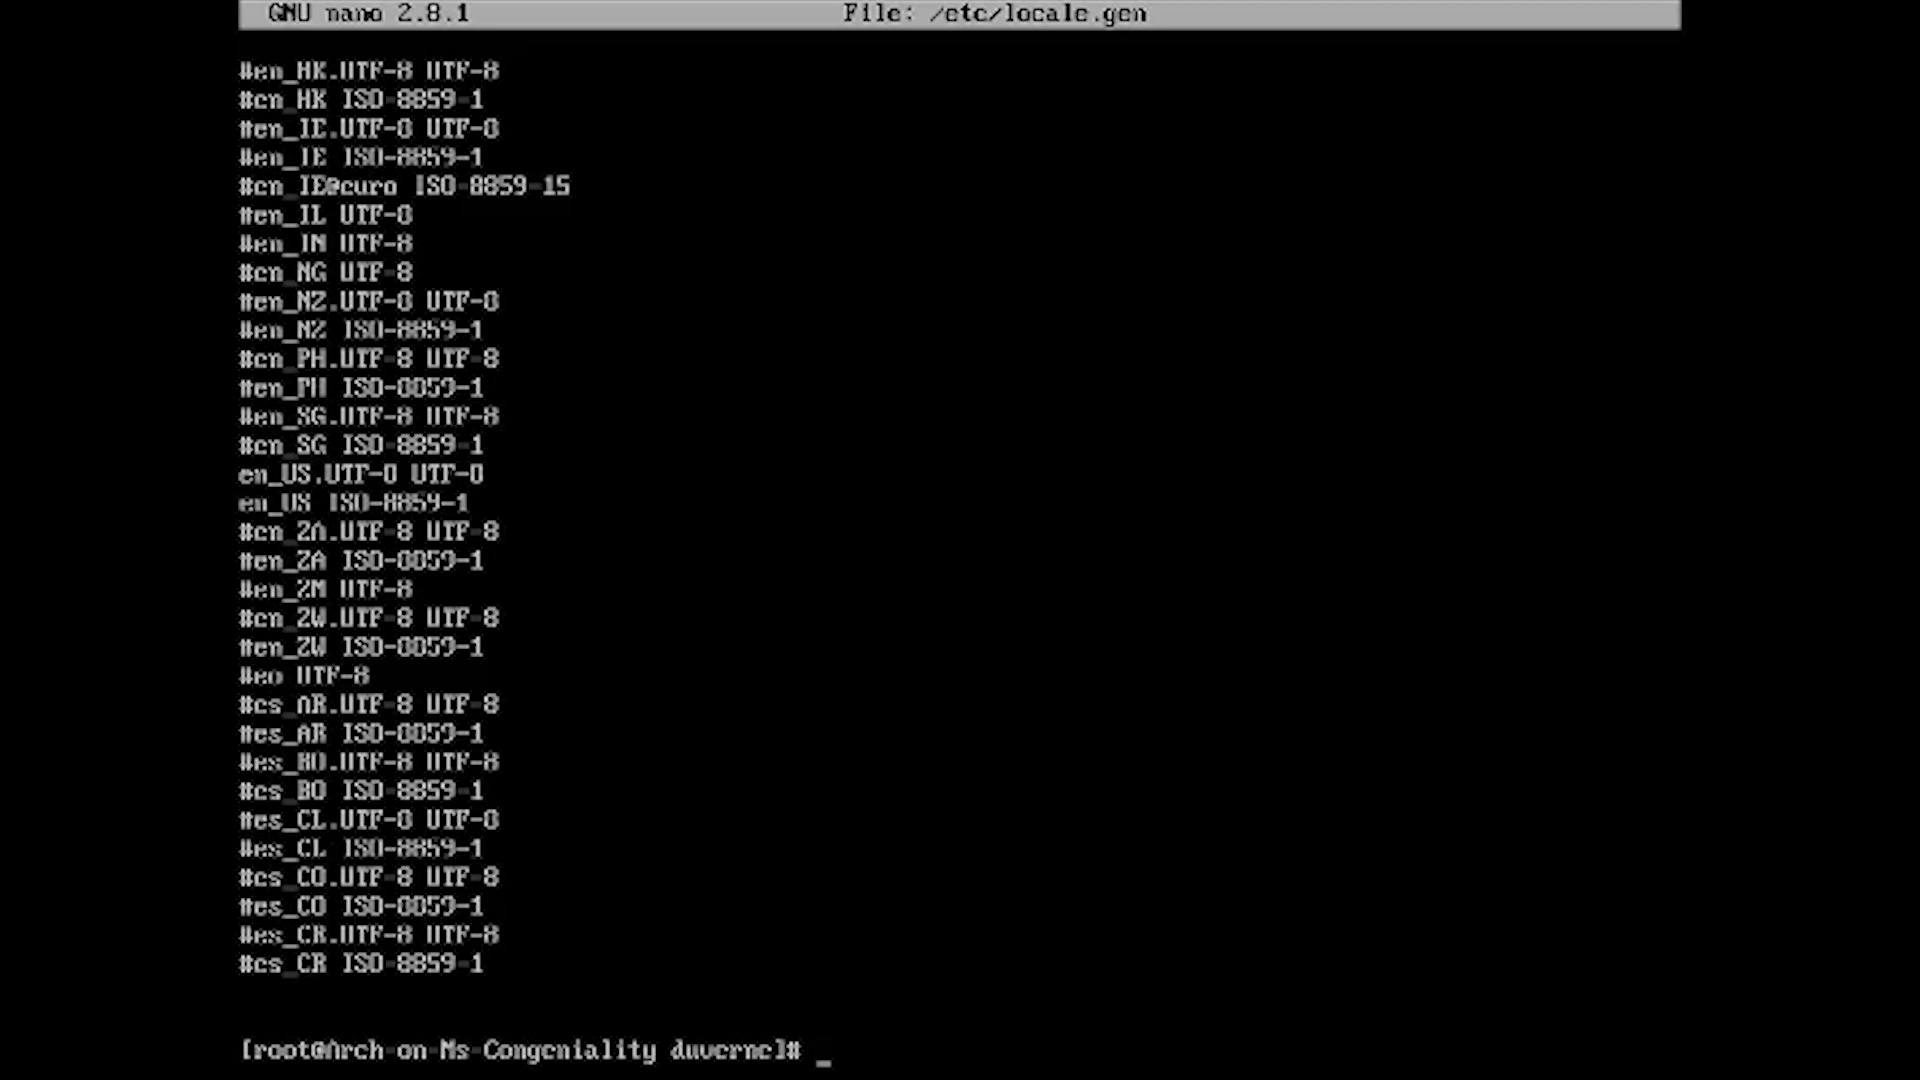 GNU nano 2.8.1 File: /etc/locale.gen
#en_HK.UTF-8 UTF-8
#en_HK ISO-8859-1
#en_IE.UTF-8 UTF-8
#en_IE ISO-8859-1
#en_IE@euro ISO-8859-15
#en_IL UTF-8
#en_IN UTF-8
#en_NG UTF-8
#en_NZ.UTF-8 UTF-8
#en_NZ ISO-8859-1
#en_PH.UTF-8 UTF-8
#en_PH ISO-8859-1
#en_SG.UTF-8 UTF-8
#en_SG ISO-8859-1
en_US.UTF-8 UTF-8
en_US ISO-8859-1
#en_ZA.UTF-8 UTF-8
#en_ZA ISO-8859-1
#en_ZM UTF-8
#en_ZW.UTF-8 UTF-8
#en_ZW ISO-8859-1
#eo UTF-8
#es_AR.UTF-8 UTF-8
#es_AR ISO-8859-1
#es_BO.UTF-8 UTF-8
#es_BO ISO-8859-1
#es_CL.UTF-8 UTF-8
#es_CL ISO-8859-1
#es_CO.UTF-8 UTF-8
#es_CO ISO-8859-1
#es_CR.UTF-8 UTF-8
#es_CR ISO-8859-1
[root@Arch-on-Ms-Congeniality duverne]# _